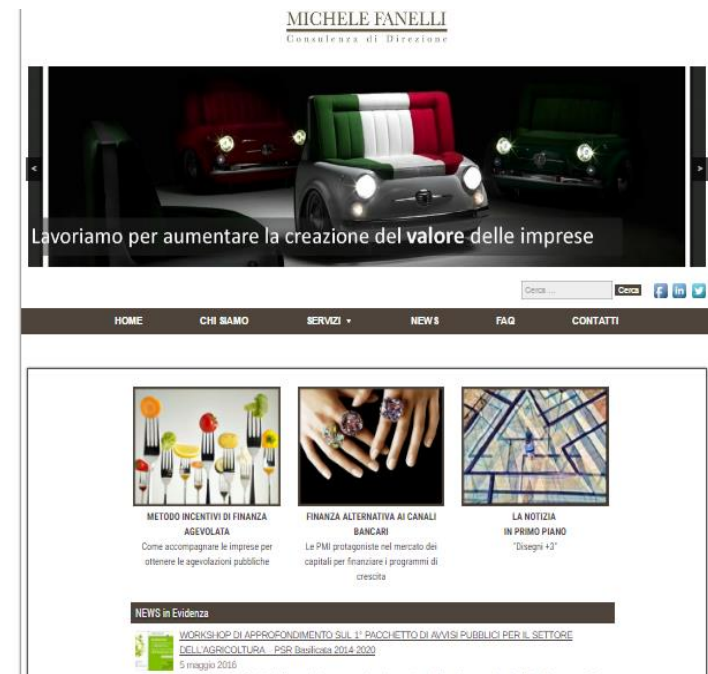 MICHELE FANELLI
Consulenza di Direzione
<
>
Lavoriamo per aumentare la creazione del valore delle imprese
Cerca ...
Cerca
HOME
CHI SIAMO
SERVIZI
NEWS
FAQ
CONTATTI
METODO INCENTIVI DI FINANZA
AGEVOLATA
Come accompagnare le imprese per
ottenere le agevolazioni pubbliche
FINANZA ALTERNATIVA AI CANALI
BANCARI
Le PMI protagoniste nel mercato dei
capitali per finanziare i programmi di
crescita
LA NOTIZIA
IN PRIMO PIANO
"Disegni +3"
NEWS in Evidenza
WORKSHOP DI APPROFONDIMENTO SUL 1° PACCHETTO DI AVVISI PUBBLICI PER IL SETTORE
DELL'AGRICOLTURA - PSR Basilicata 2014-2020
5 maggio 2016